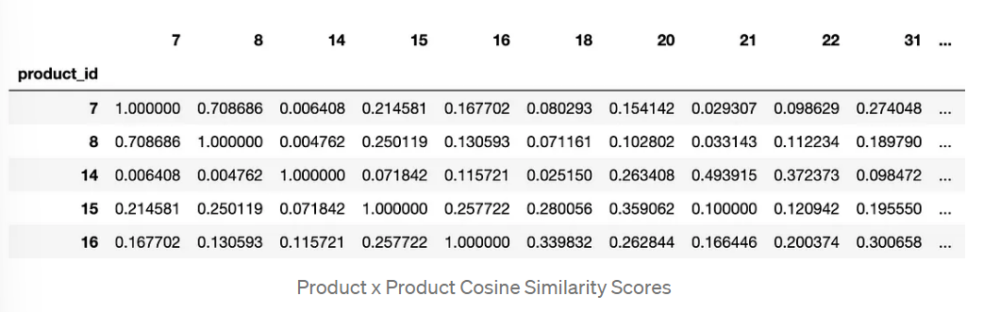 7 8 14 15 16 18 20 21 22 31 ...
product_id
7 1.000000 0.708686 0.006408 0.214581 0.167702 0.080293 0.154142 0.029307 0.098629 0.274048 ...
8 0.708686 1.000000 0.004762 0.250119 0.130593 0.071161 0.102802 0.033143 0.112234 0.189790 ...
14 0.006408 0.004762 1.000000 0.071842 0.115721 0.025150 0.263408 0.493915 0.372373 0.098472 ...
15 0.214581 0.250119 0.071842 1.000000 0.257722 0.280056 0.359062 0.100000 0.120942 0.195550 ...
16 0.167702 0.130593 0.115721 0.257722 1.000000 0.339832 0.262844 0.166446 0.200374 0.300658 ...
Product x Product Cosine Similarity Scores